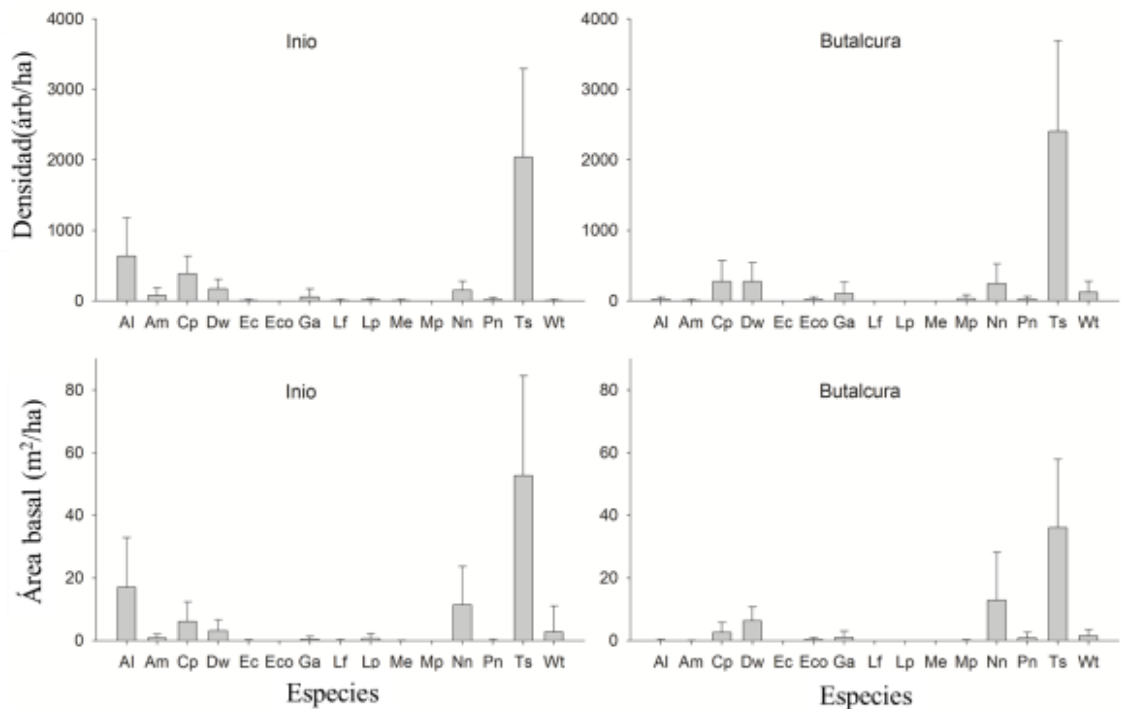 Inio
Butalcura
Densidad(árb/ha)
4000
3000
2000
1000
0
Al Am Cp Dw Ec Eco Ga Lf Lp Me Mp Nn Pn Ts Wt
4000
3000
2000
1000
0
Al Am Cp Dw Ec Eco Ga Lf Lp Me Mp Nn Pn Ts Wt
Inio
Butalcura
Área basal (m²/ha)
80
60
40
20
0
Al Am Cp Dw Ec Eco Ga Lf Lp Me Mp Nn Pn Ts Wt
Especies
80
60
40
20
0
Al Am Cp Dw Ec Eco Ga Lf Lp Me Mp Nn Pn Ts Wt
Especies